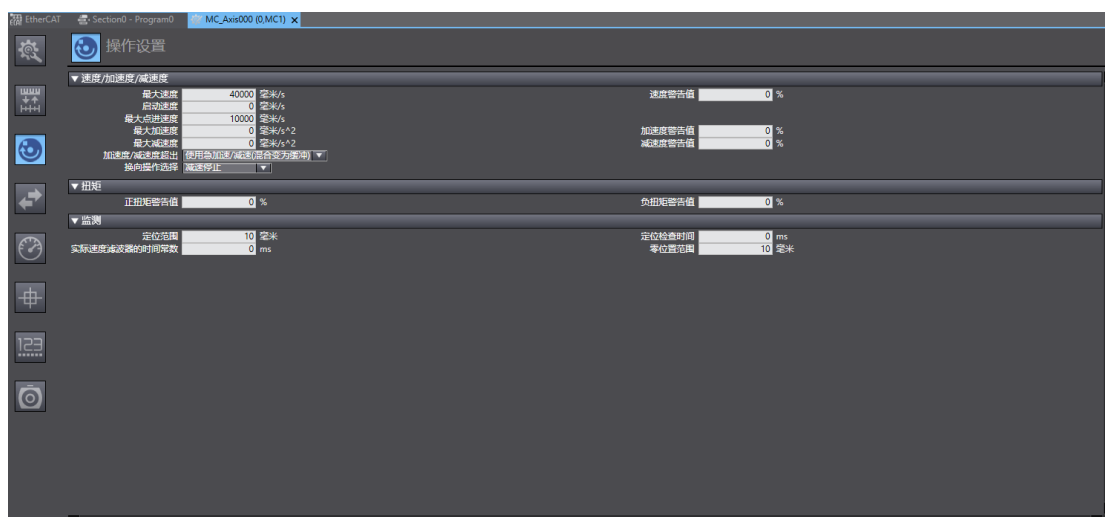 EtherCAT Section0 - Program0 MC_Axis000 (0,MC1) x
操作设置
▼速度/加速度/减速度
最大速度 40000 毫米/s 速度警告值 0 %
启动速度 0 毫米/s
最大点进速度 10000 毫米/s
最大加速度 0 毫米/s^2 加速度警告值 0 %
最大减速度 0 毫米/s^2 减速度警告值 0 %
加速度/减速度超出 使用急加速/减速(混合变为缓冲) ▼
换向操作选择 减速停止 ▼
▼扭矩
正扭矩警告值 0 % 负扭矩警告值 0 %
▼监测
定位范围 10 毫米 定位检查时间 0 ms
实际速度滤波器的时间常数 0 ms 零位置范围 10 毫米
123